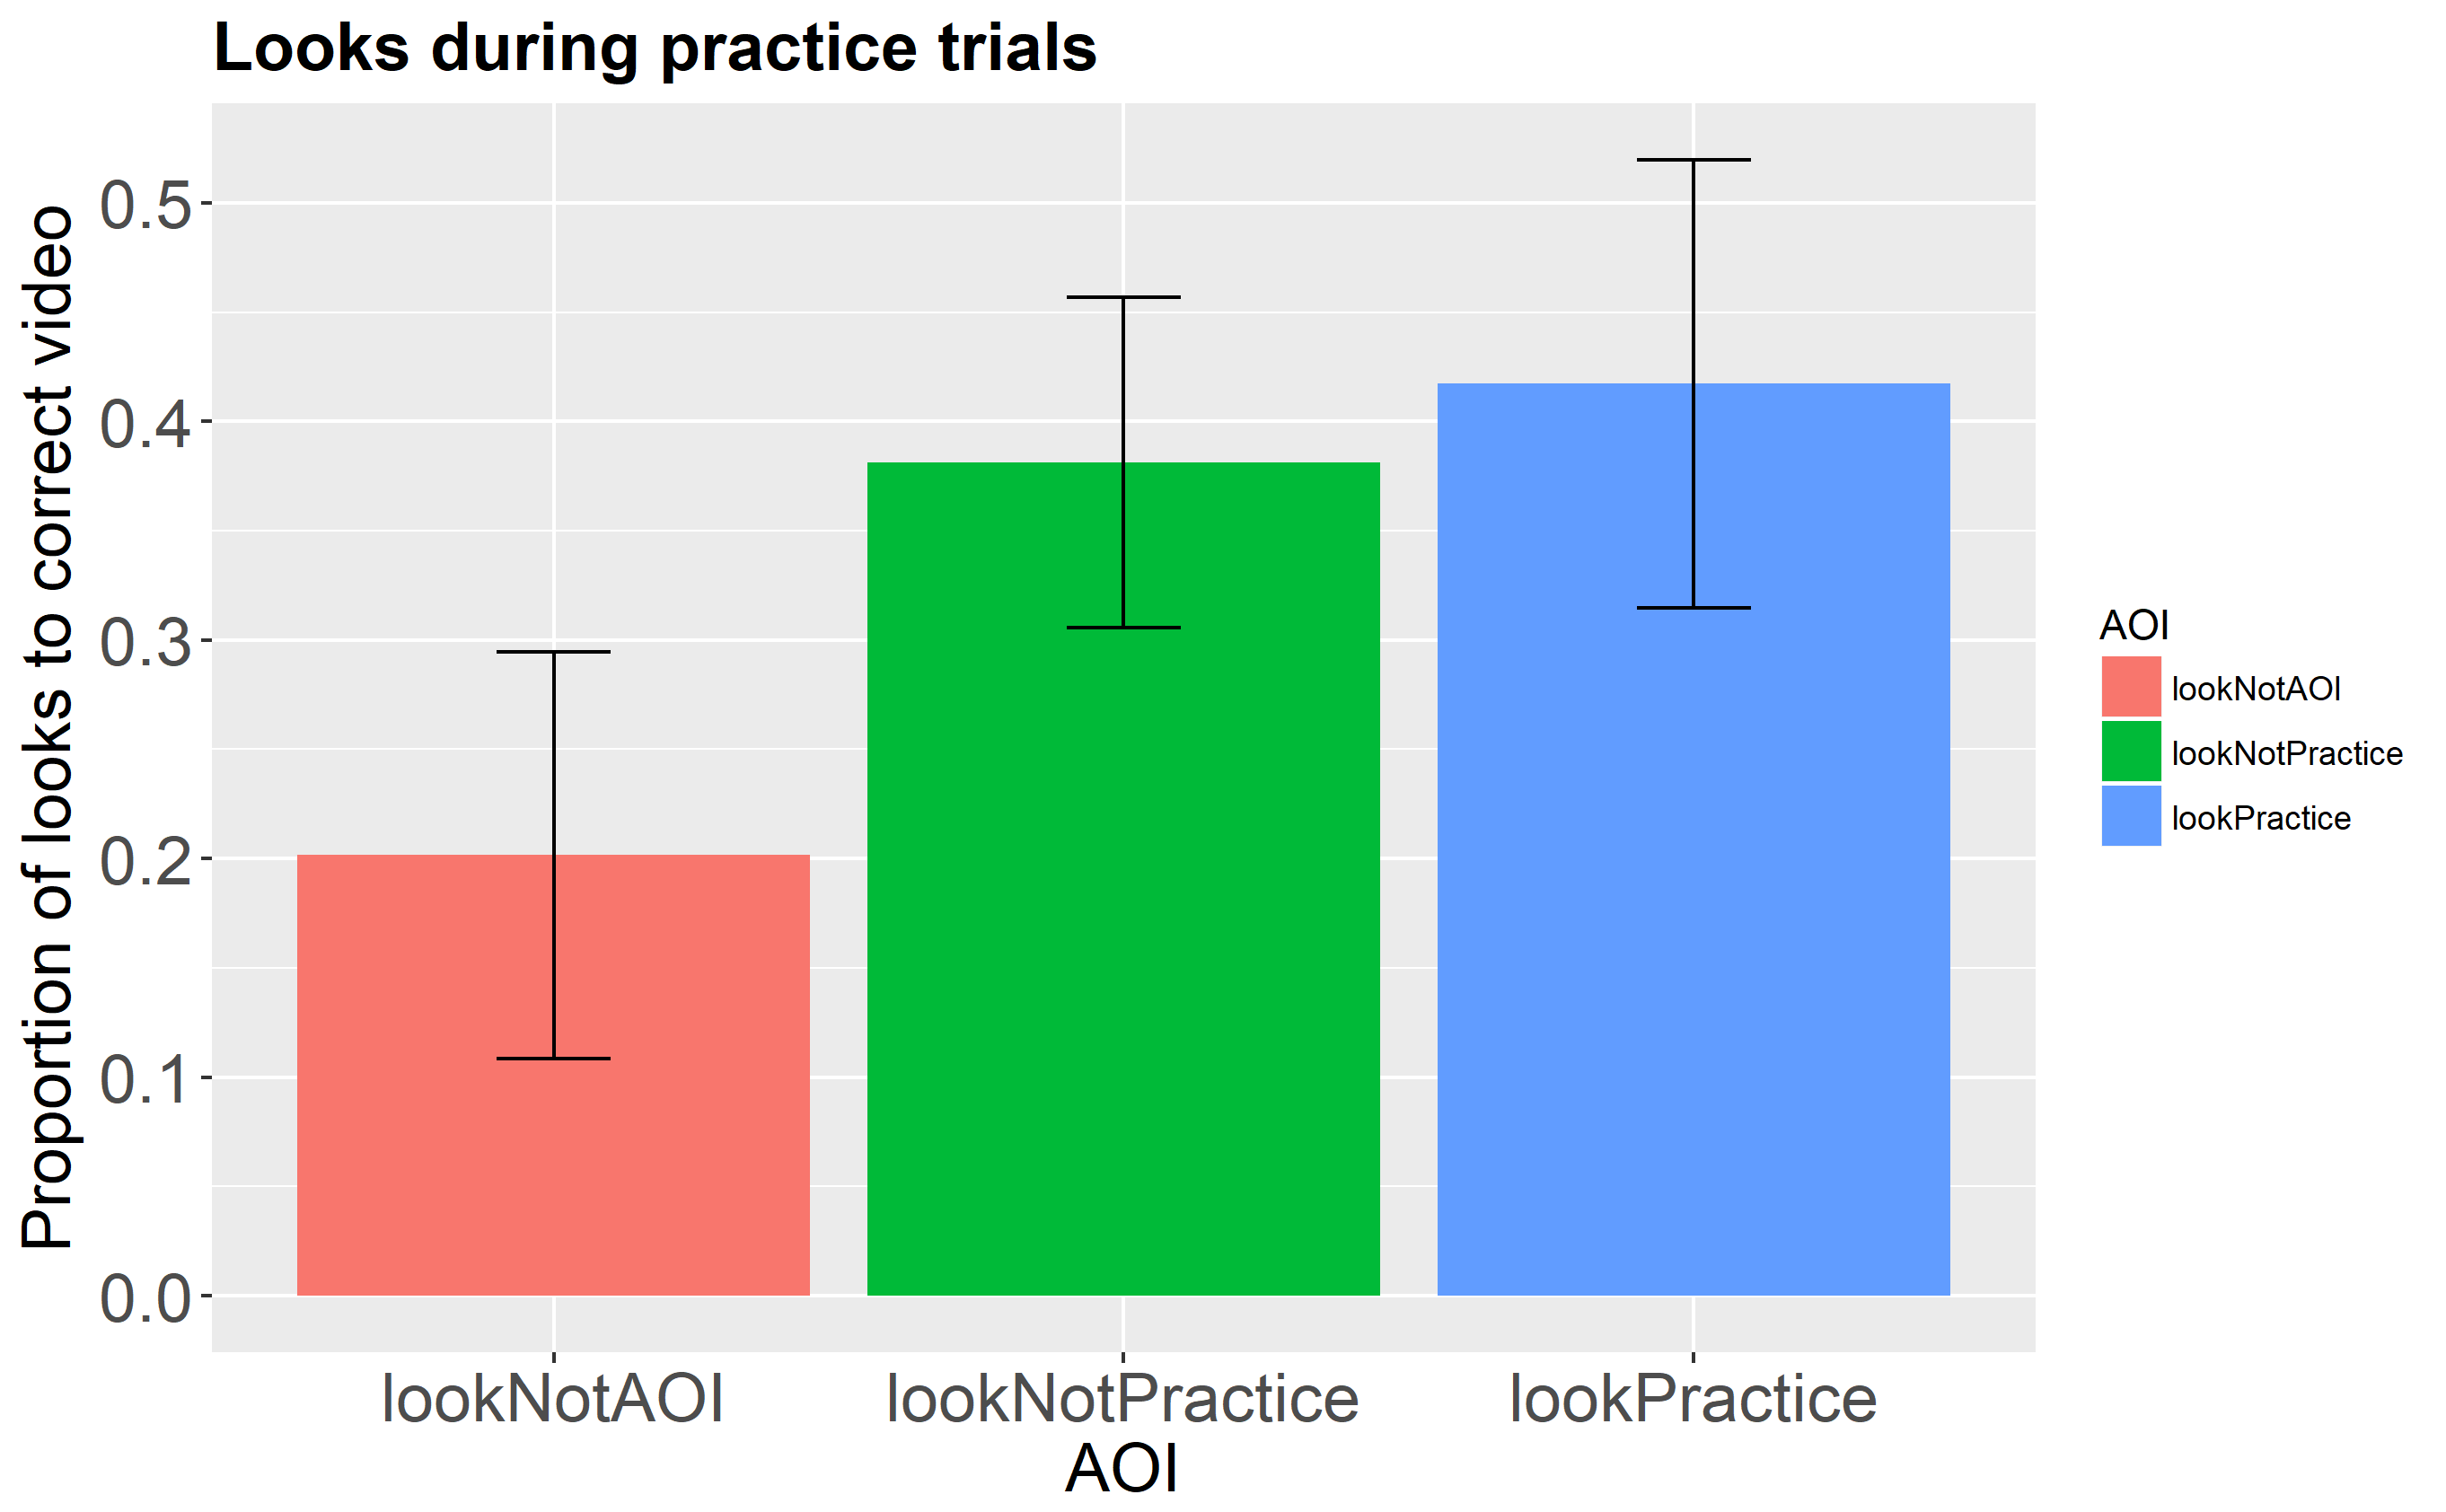 Looks during practice trials
Proportion of looks to correct video
0.5
0.4
0.3
0.2
0.1
0.0
lookNotAOI
lookNotPractice
lookPractice
AOI
AOI
lookNotAOI
lookNotPractice
lookPractice